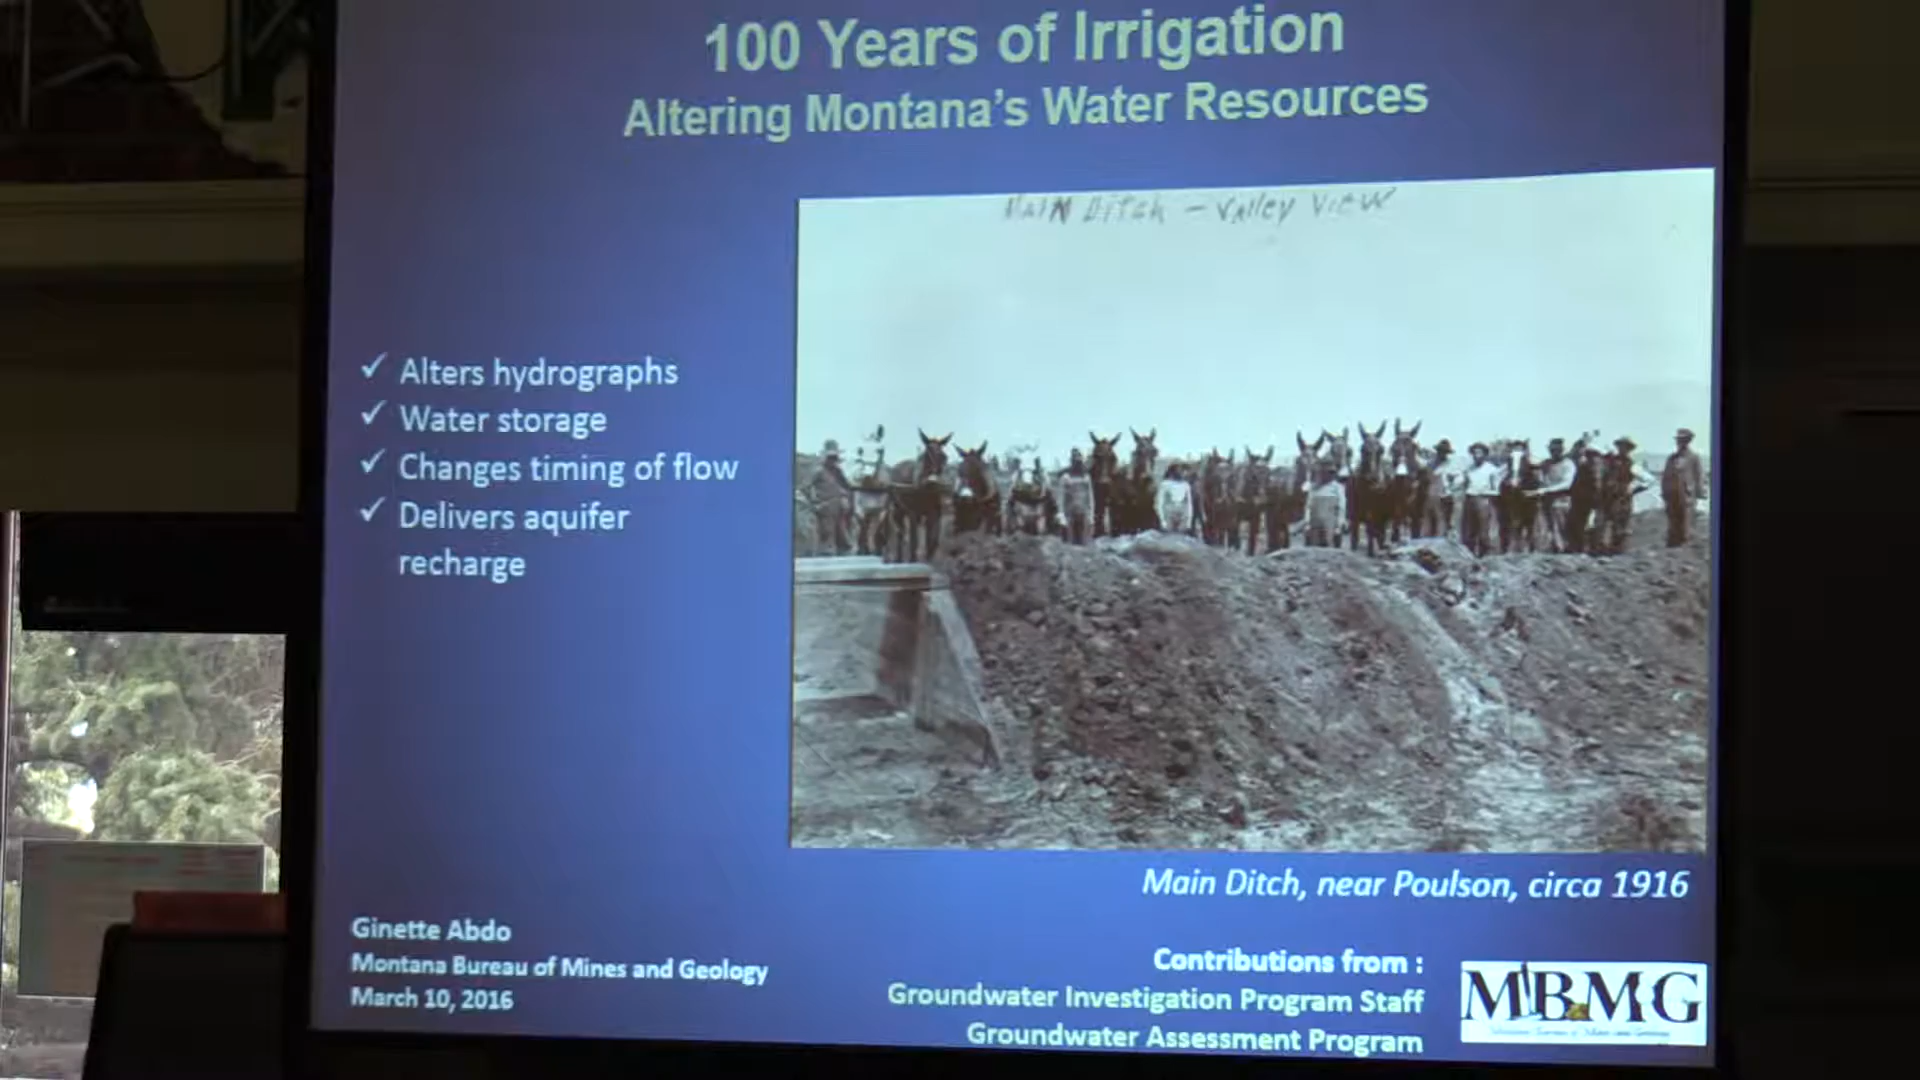 100 Years of Irrigation
Altering Montana's Water Resources
Main Ditch - Valley View
✓ Alters hydrographs
✓ Water storage
✓ Changes timing of flow
✓ Delivers aquifer
recharge
Main Ditch, near Poulson, circa 1916
Ginette Abdo
Montana Bureau of Mines and Geology
March 10, 2016
Contributions from :
Groundwater Investigation Program Staff
Groundwater Assessment Program
MBMG